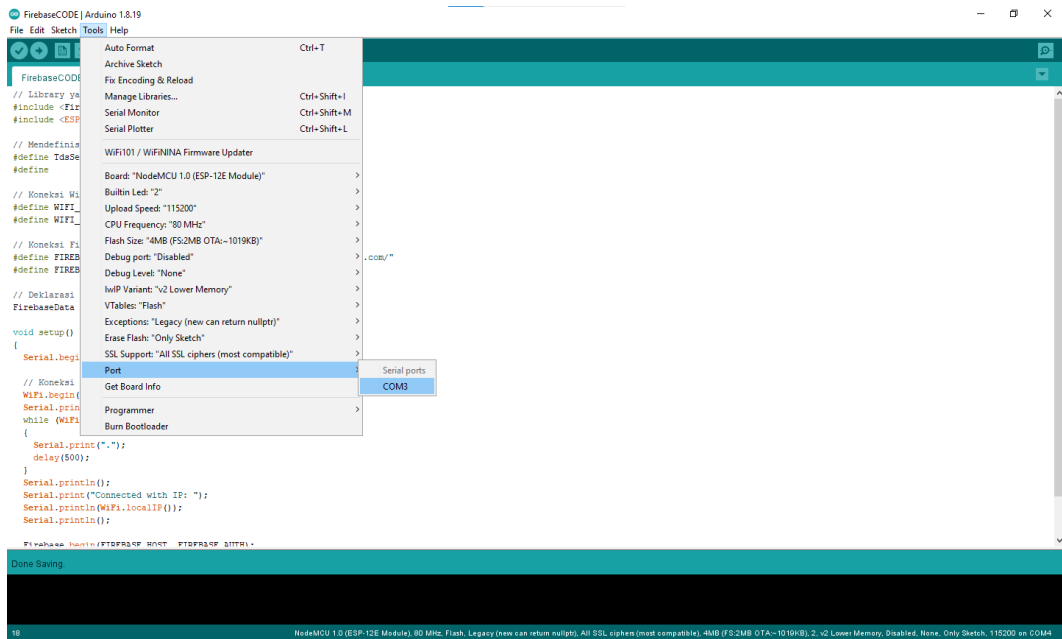 FirebaseCODE | Arduino 1.8.19
File Edit Sketch Tools Help
FirebaseCODE
Auto Format Ctrl+T
Archive Sketch
Fix Encoding & Reload
Manage Libraries... Ctrl+Shift+I
Serial Monitor Ctrl+Shift+M
Serial Plotter Ctrl+Shift+L
WiFi101 / WiFiNINA Firmware Updater
Board: "NodeMCU 1.0 (ESP-12E Module)"
Builtin Led: "2"
Upload Speed: "115200"
CPU Frequency: "80 MHz"
Flash Size: "4MB (FS:2MB OTA:~1019KB)"
Debug port: "Disabled"
Debug Level: "None"
lwIP Variant: "v2 Lower Memory"
VTables: "Flash"
Exceptions: "Legacy (new can return nullptr)"
Erase Flash: "Only Sketch"
SSL Support: "All SSL ciphers (most compatible)"
Port
Get Board Info
Programmer
Burn Bootloader
Serial ports
COM3
// Library ya
#include <Fir
#include <ESP
// Mendefinis
#define TdsSe
#define
// Koneksi Wi
#define WIFI_
#define WIFI_
// Koneksi Fi
#define FIREB .com/"
#define FIREB
// Deklarasi
FirebaseData
void setup()
{
Serial.begi
// Koneksi
WiFi.begin(
Serial.prin
while (WiFi
{
Serial.print(".");
delay(500);
}
Serial.println();
Serial.print("Connected with IP: ");
Serial.println(WiFi.localIP());
Serial.println();
Firebase.begin(FIREBASE_HOST, FIREBASE_AUTH);
Done Saving.
18 NodeMCU 1.0 (ESP-12E Module), 80 MHz, Flash, Legacy (new can return nullptr), All SSL ciphers (most compatible), 4MB (FS:2MB OTA:~1019KB), 2, v2 Lower Memory, Disabled, None, Only Sketch, 115200 on COM4